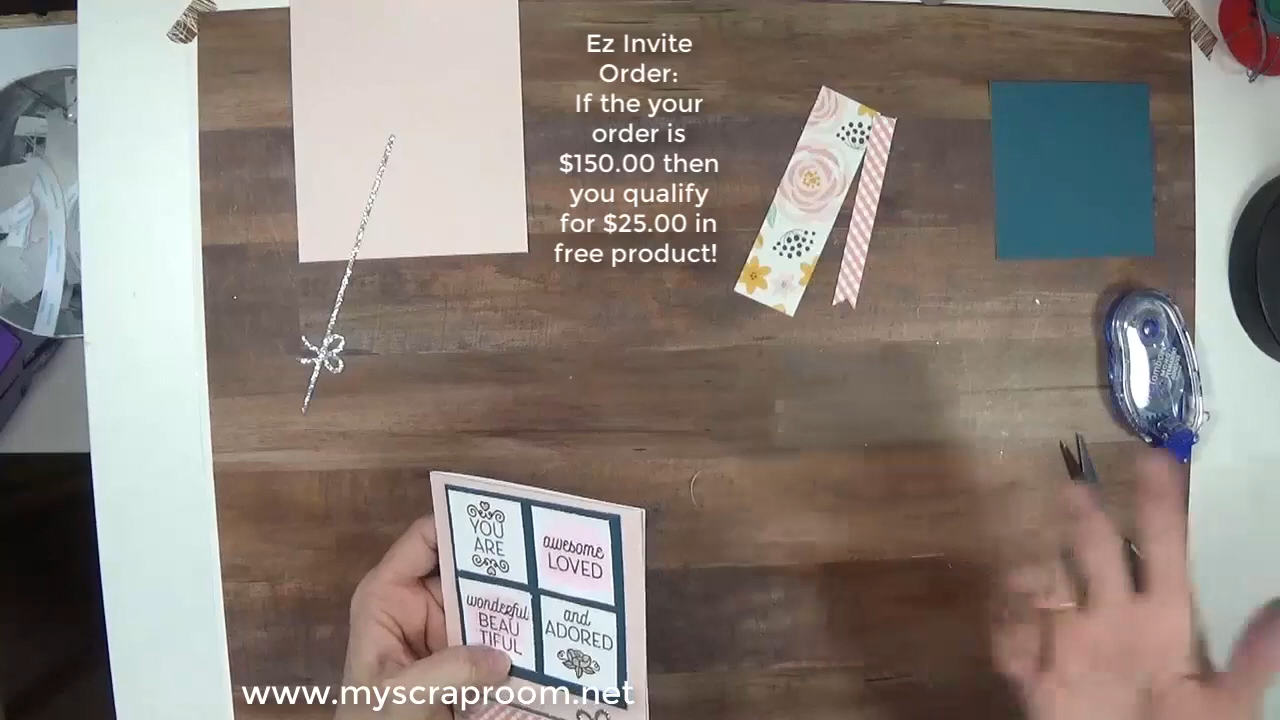 Ez Invite
Order:
If the your
order is
$150.00 then
you qualify
for $25.00 in
free product!
YOU
ARE
awesome
LOVED
wonderful
BEAU
TIFUL
and
ADORED
www.myscraproom.net